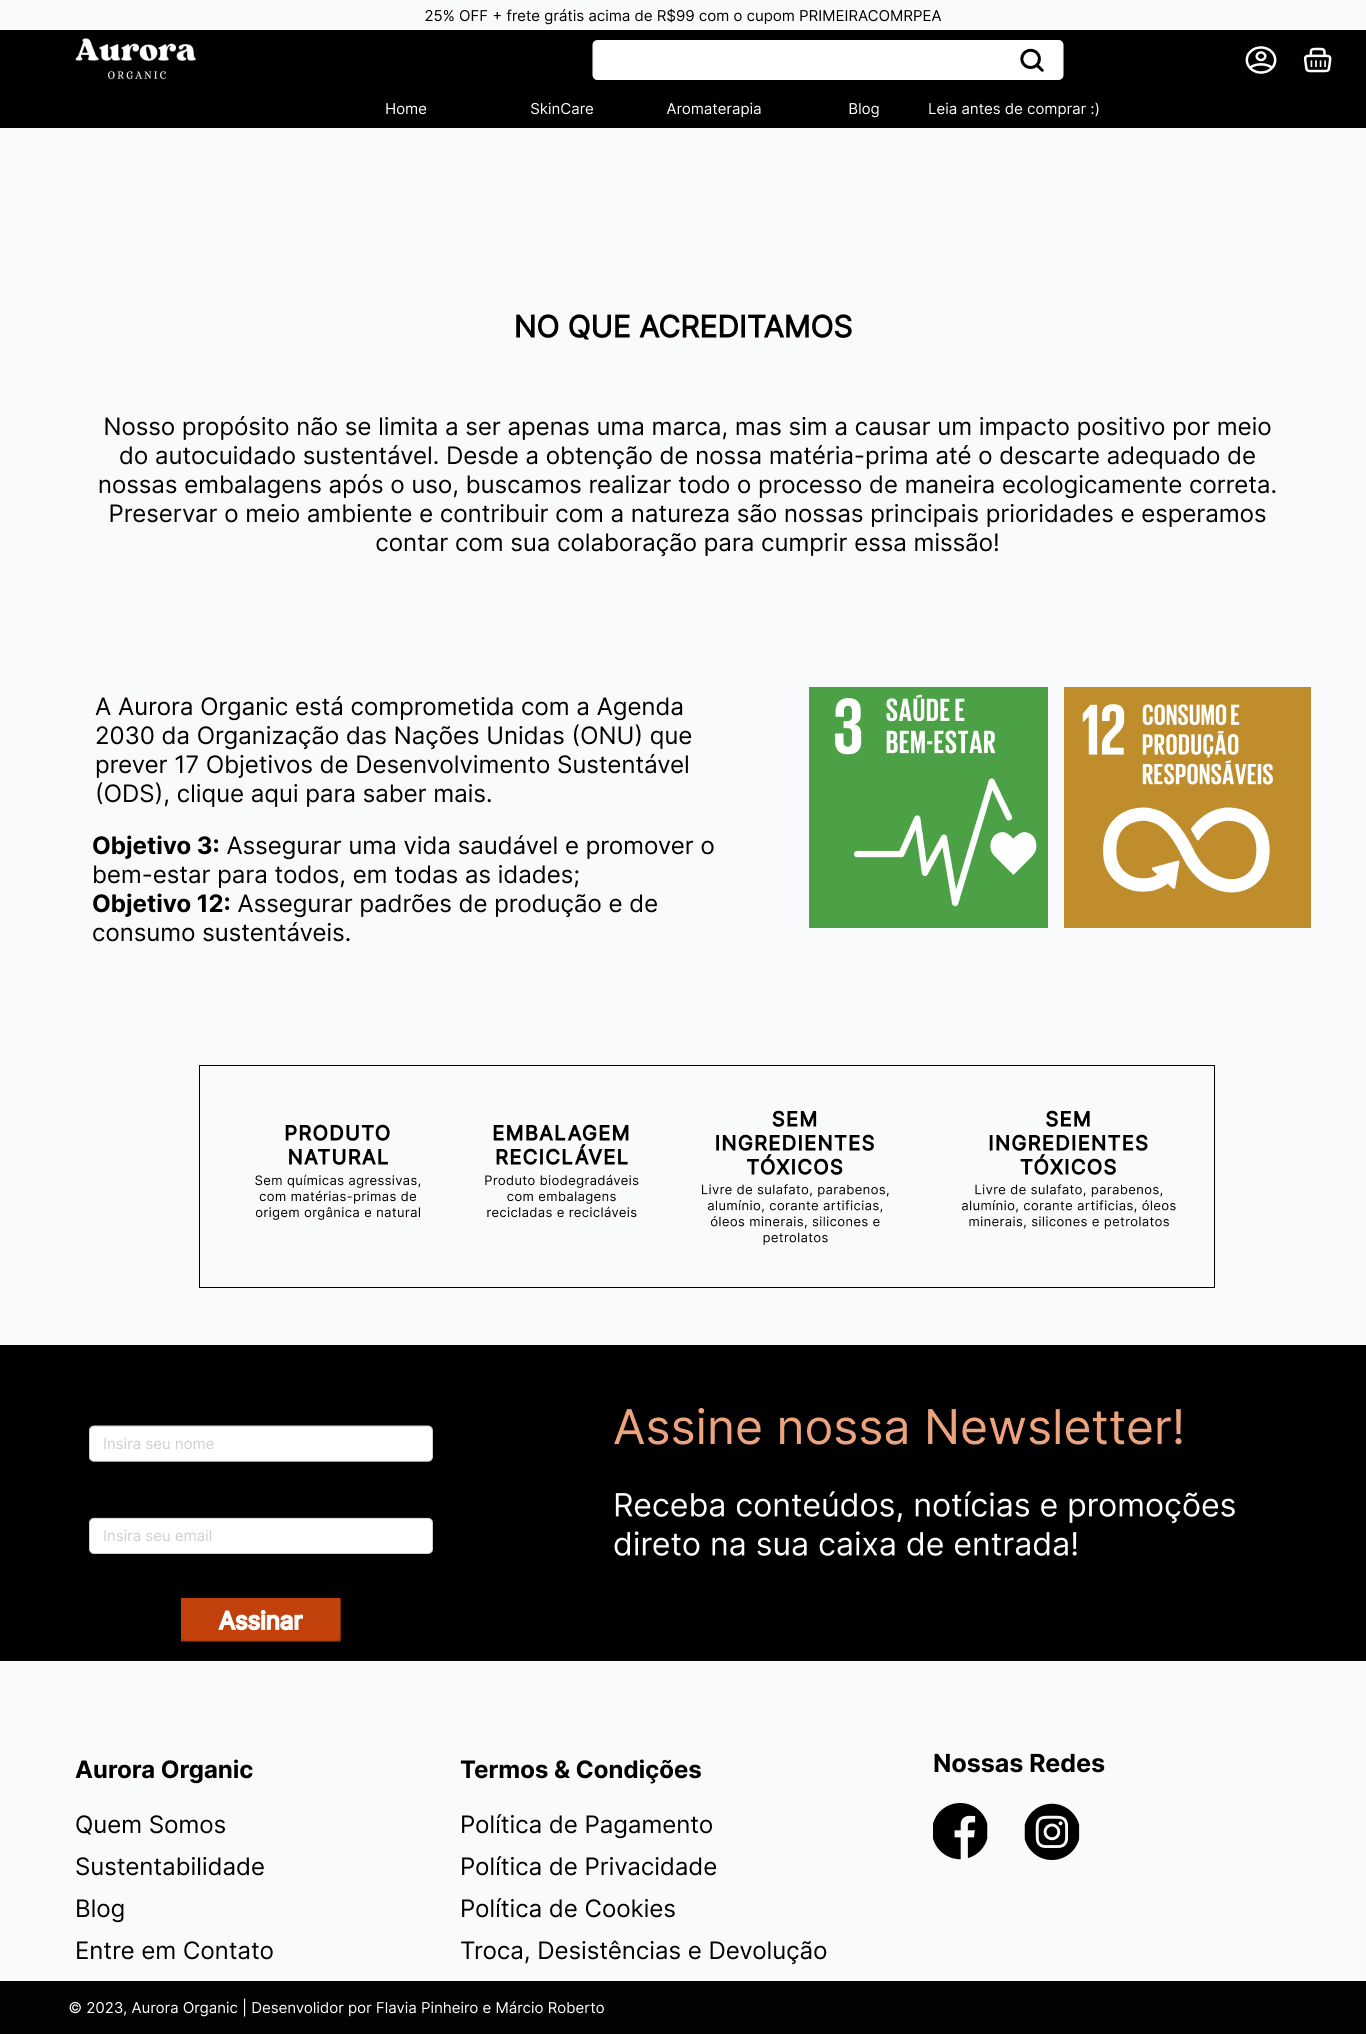 25% OFF + frete grátis acima de R$99 com o cupom PRIMEIRACOMRPEA
Aurora
ORGANIC
Home SkinCare Aromaterapia Blog Leia antes de comprar :)
NO QUE ACREDITAMOS
Nosso propósito não se limita a ser apenas uma marca, mas sim a causar um impacto positivo por meio
do autocuidado sustentável. Desde a obtenção de nossa matéria-prima até o descarte adequado de
nossas embalagens após o uso, buscamos realizar todo o processo de maneira ecologicamente correta.
Preservar o meio ambiente e contribuir com a natureza são nossas principais prioridades e esperamos
contar com sua colaboração para cumprir essa missão!
A Aurora Organic está comprometida com a Agenda
2030 da Organização das Nações Unidas (ONU) que
prever 17 Objetivos de Desenvolvimento Sustentável
(ODS), clique aqui para saber mais.
Objetivo 3: Assegurar uma vida saudável e promover o
bem-estar para todos, em todas as idades;
Objetivo 12: Assegurar padrões de produção e de
consumo sustentáveis.
3 SAÚDE E
BEM-ESTAR
12 CONSUMO E
PRODUÇÃO
RESPONSÁVEIS
PRODUTO
NATURAL
Sem químicas agressivas,
com matérias-primas de
origem orgânica e natural
EMBALAGEM
RECICLÁVEL
Produto biodegradáveis
com embalagens
recicladas e recicláveis
SEM
INGREDIENTES
TÓXICOS
Livre de sulafato, parabenos,
alumínio, corante artificias,
óleos minerais, silicones e
petrolatos
SEM
INGREDIENTES
TÓXICOS
Livre de sulafato, parabenos,
alumínio, corante artificias, óleos
minerais, silicones e petrolatos
Insira seu nome
Insira seu email
Assinar
Assine nossa Newsletter!
Receba conteúdos, notícias e promoções
direto na sua caixa de entrada!
Aurora Organic
Quem Somos
Sustentabilidade
Blog
Entre em Contato
Termos & Condições
Política de Pagamento
Política de Privacidade
Política de Cookies
Troca, Desistências e Devolução
Nossas Redes
© 2023, Aurora Organic | Desenvolidor por Flavia Pinheiro e Márcio Roberto